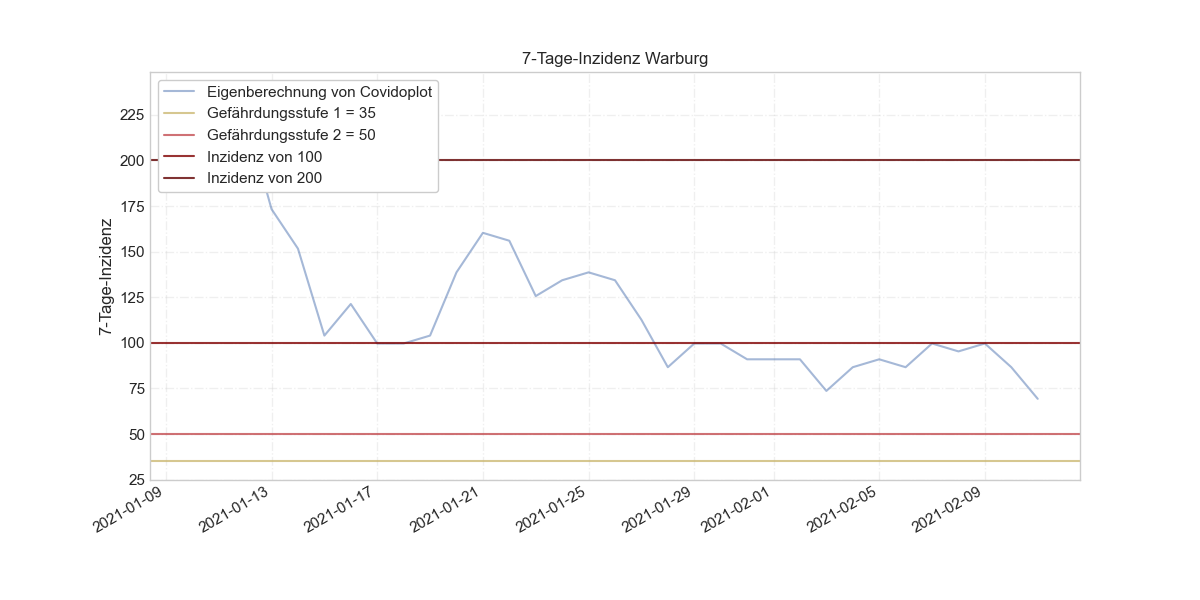 7-Tage-Inzidenz Warburg
Eigenberechnung von Covidoplot
Gefährdungsstufe 1 = 35
Gefährdungsstufe 2 = 50
Inzidenz von 100
Inzidenz von 200
7-Tage-Inzidenz
225
200
175
150
125
100
75
50
25
2021-01-09
2021-01-13
2021-01-17
2021-01-21
2021-01-25
2021-01-29
2021-02-01
2021-02-05
2021-02-09